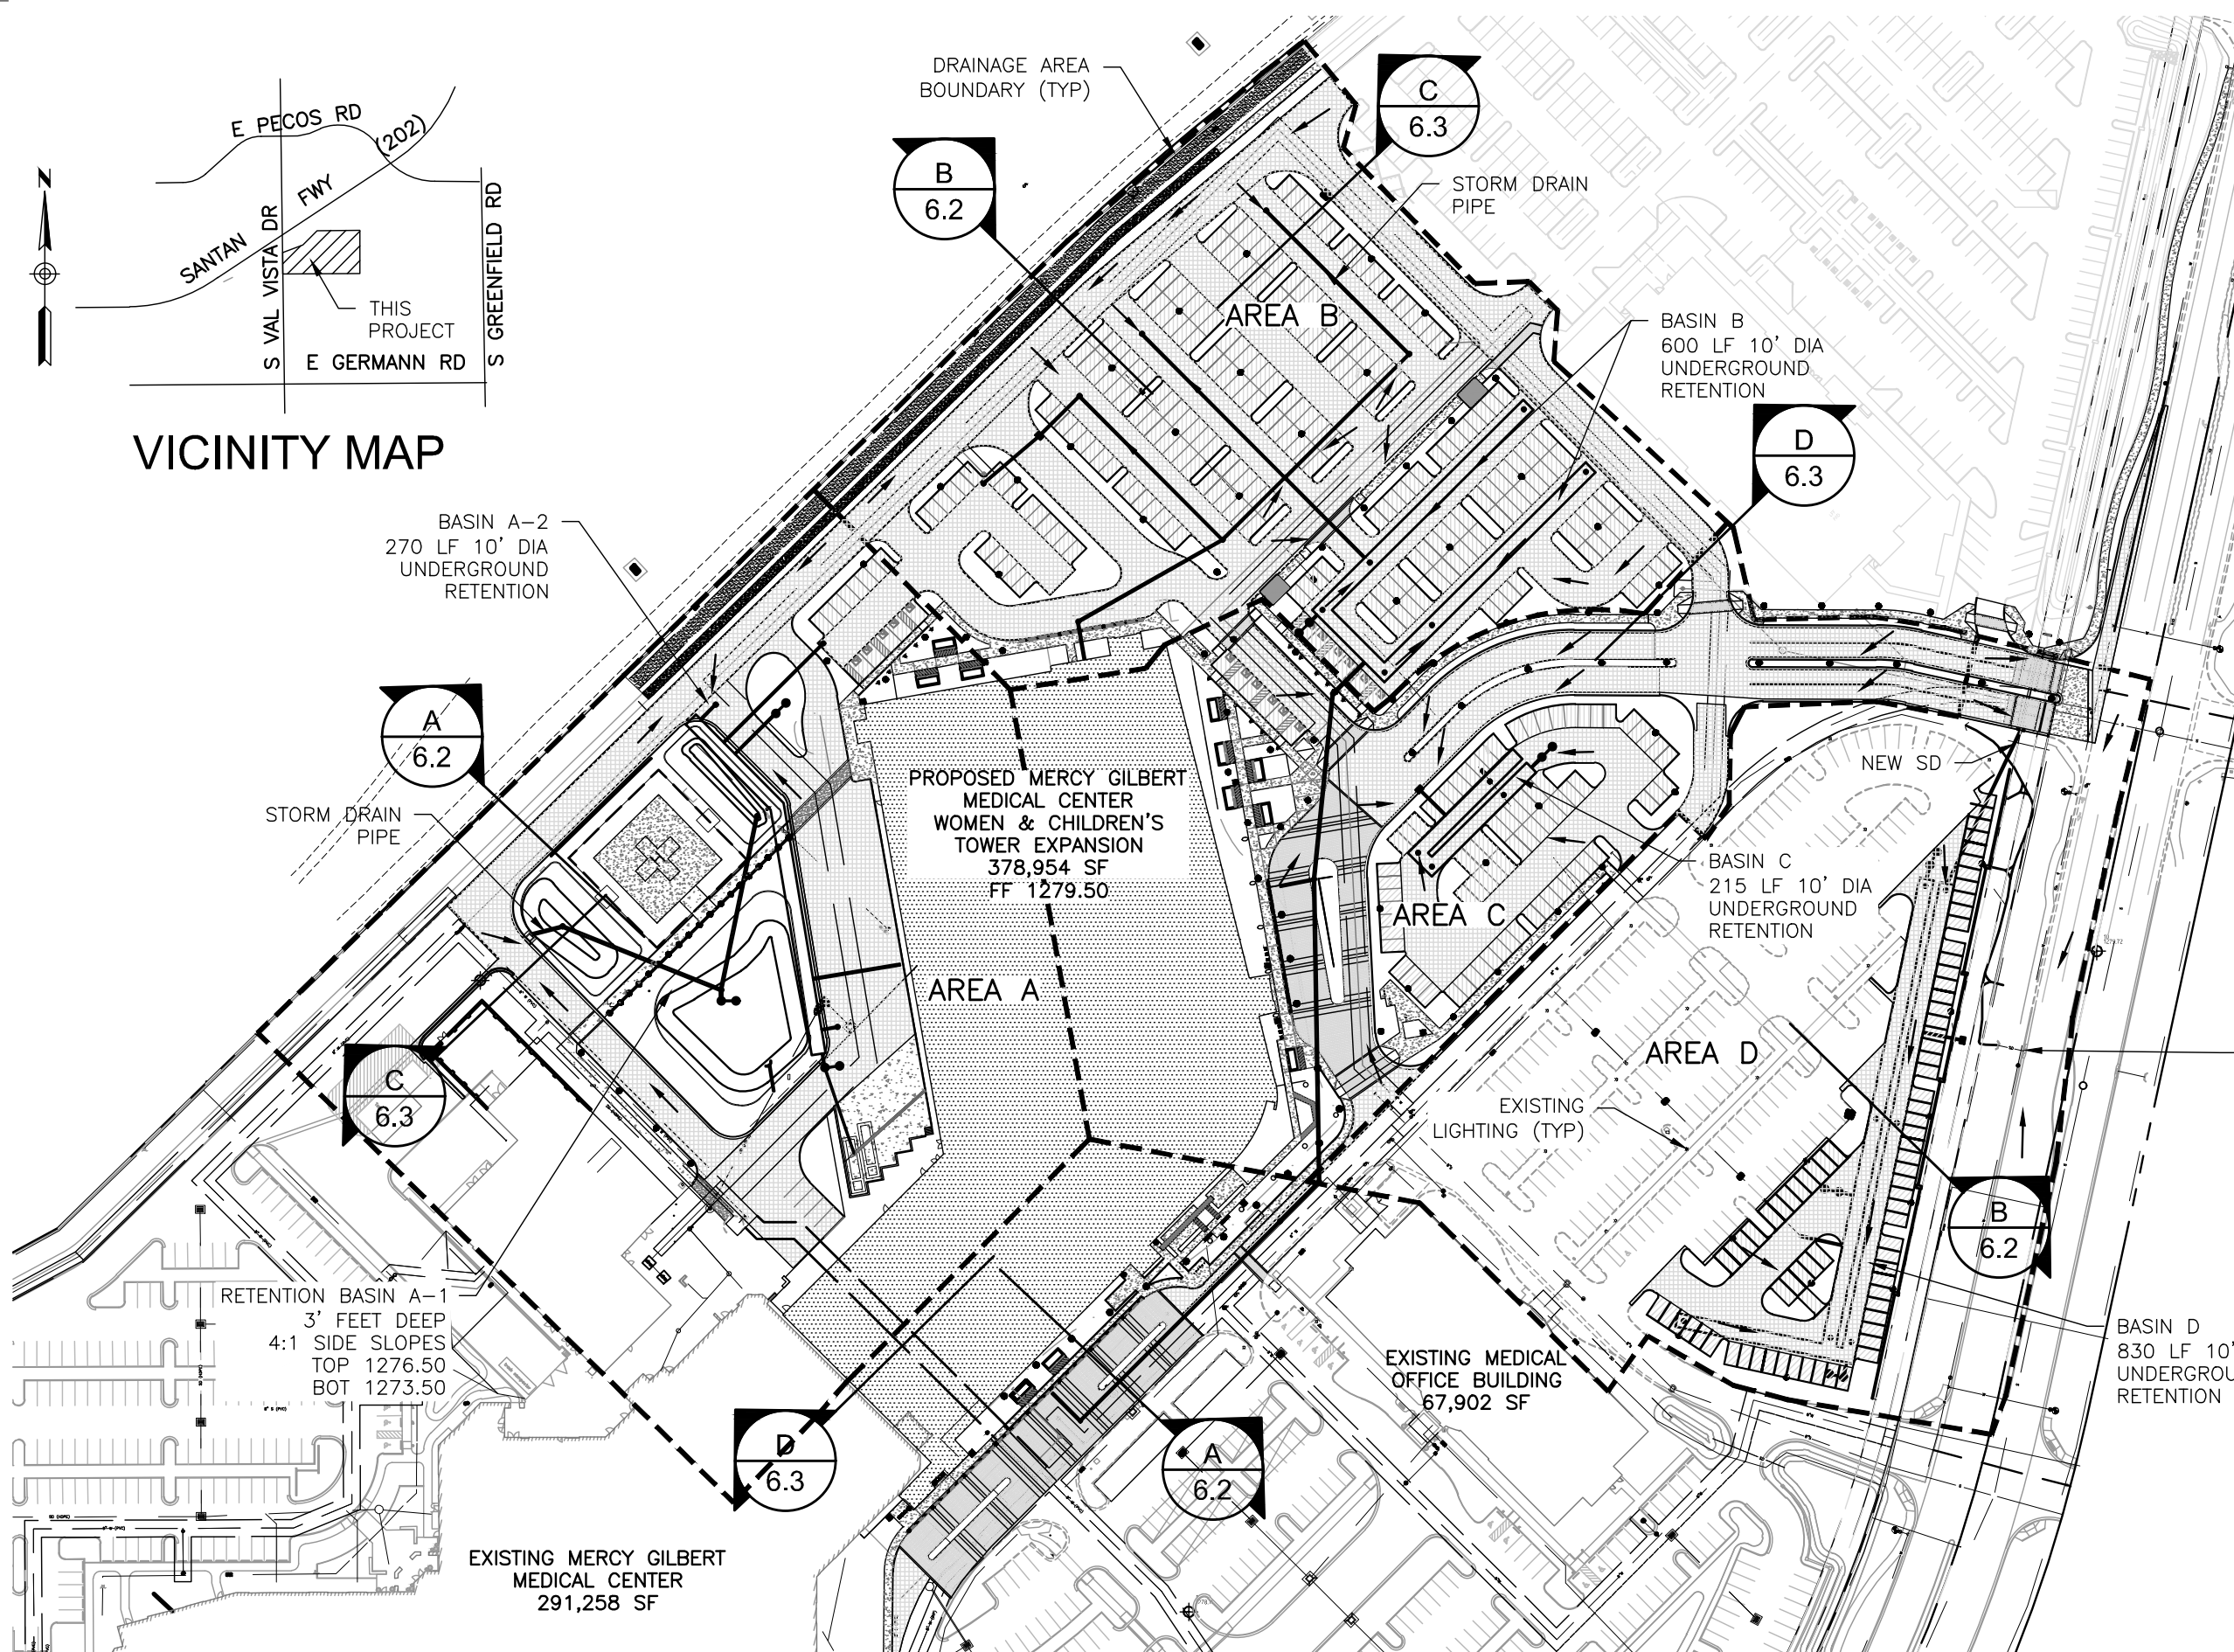 DRAINAGE AREA
BOUNDARY (TYP)
C
6.3
B
6.2
STORM DRAIN
PIPE
N
E PECOS RD
(202)
FWY
SANTAN
S VAL VISTA DR
S GREENFIELD RD
THIS
PROJECT
E GERMANN RD
VICINITY MAP
AREA B
BASIN B
600 LF 10' DIA
UNDERGROUND
RETENTION
D
6.3
BASIN A-2
270 LF 10' DIA
UNDERGROUND
RETENTION
A
6.2
STORM DRAIN
PIPE
PROPOSED MERCY GILBERT
MEDICAL CENTER
WOMEN & CHILDREN'S
TOWER EXPANSION
378,954 SF
FF 1279.50
NEW SD
BASIN C
215 LF 10' DIA
UNDERGROUND
RETENTION
AREA C
AREA A
AREA D
C
6.3
EXISTING
LIGHTING (TYP)
B
6.2
RETENTION BASIN A-1
3' FEET DEEP
4:1 SIDE SLOPES
TOP 1276.50
BOT 1273.50
BASIN D
830 LF 10'
UNDERGROU
RETENTION
EXISTING MEDICAL
OFFICE BUILDING
67,902 SF
D
6.3
A
6.2
EXISTING MERCY GILBERT
MEDICAL CENTER
291,258 SF